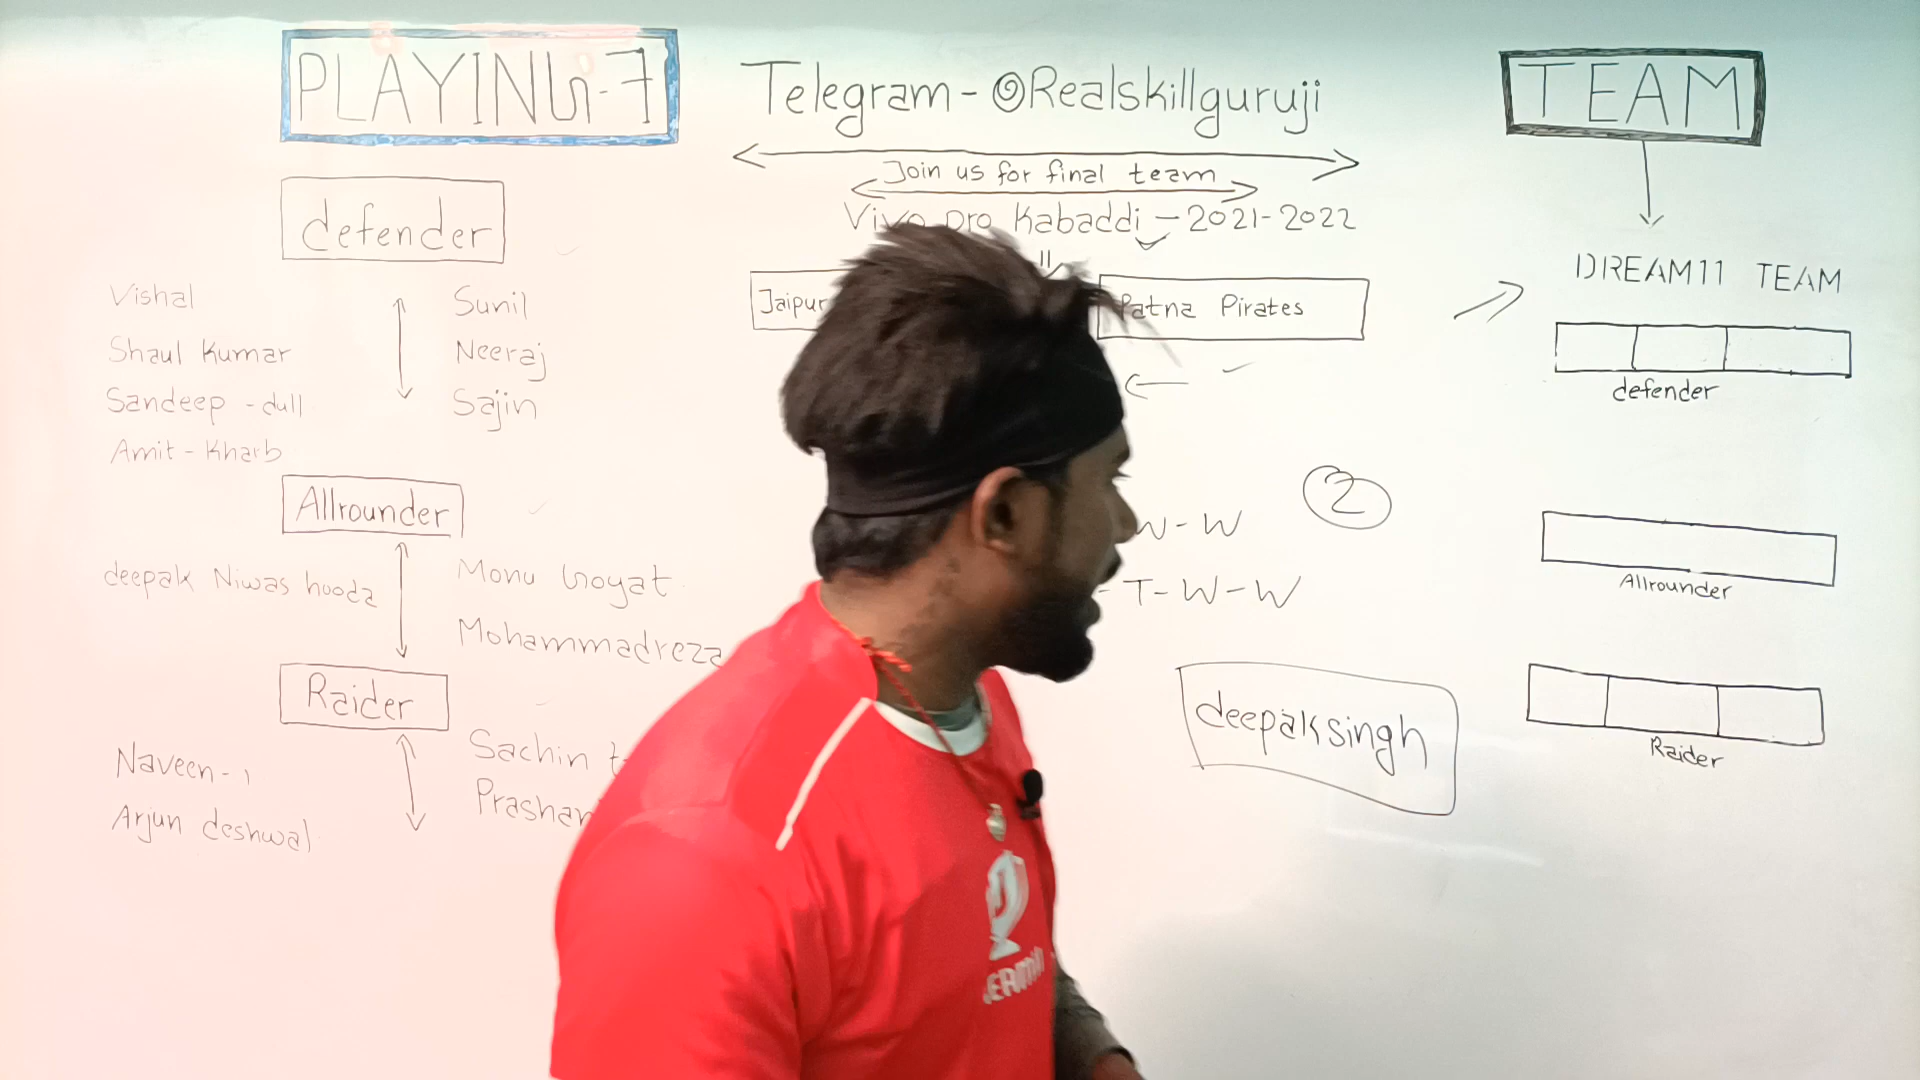 PLAYING-7
Telegram - @Realskillguruji
TEAM
Join us for final team
Vivo pro Kabaddi - 2021-2022
defender
Vishal
Shaul Kumar
Sandeep - dull
Amit - Kharb
Sunil
Neeraj
Sajin
Jaipur
Patna Pirates
DREAM11 TEAM
defender
Allrounder
deepak Niwas hooda
Monu Goyat
Mohammadreza
2
W - W
- T - W - W
Allrounder
Raider
Naveen - 1
Arjun deshwal
Sachin
deepaksingh
Raider